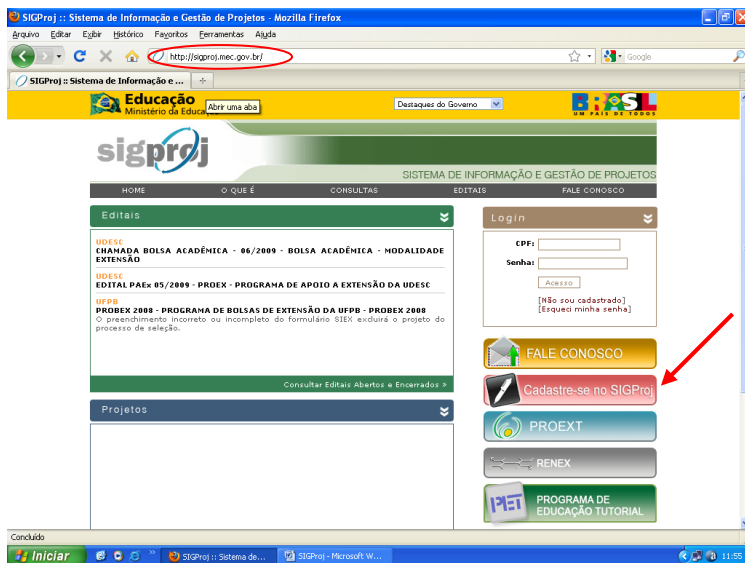 SIGProj :: Sistema de Informação e Gestão de Projetos - Mozilla Firefox
Arquivo Editar Exibir Histórico Favoritos Ferramentas Ajuda
http://sigproj.mec.gov.br/
Google
SIGProj :: Sistema de Informação e ...
Educação
Ministério da Educaç
Abrir uma aba
Destaques do Governo
BRASIL
UM PAÍS DE TODOS
sigproj
SISTEMA DE INFORMAÇÃO E GESTÃO DE PROJETOS
HOME O QUE É CONSULTAS EDITAIS FALE CONOSCO
Editais
UDESC
CHAMADA BOLSA ACADÊMICA - 06/2009 - BOLSA ACADÊMICA - MODALIDADE
EXTENSÃO
UDESC
EDITAL PAEx 05/2009 - PROEX - PROGRAMA DE APOIO A EXTENSÃO DA UDESC
UFPB
PROBEX 2008 - PROGRAMA DE BOLSAS DE EXTENSÃO DA UFPB - PROBEX 2008
O preenchimento incorreto ou incompleto do formulário SIEX excluirá o projeto do
processo de seleção.
Consultar Editais Abertos e Encerrados »
Projetos
Login
CPF:
Senha:
Acesso
[Não sou cadastrado]
[Esqueci minha senha]
FALE CONOSCO
Cadastre-se no SIGProj
PROEXT
RENEX
PET
PROGRAMA DE
EDUCAÇÃO TUTORIAL
Concluído
Iniciar
SIGProj :: Sistema de...
SIGProj - Microsoft W...
11:55